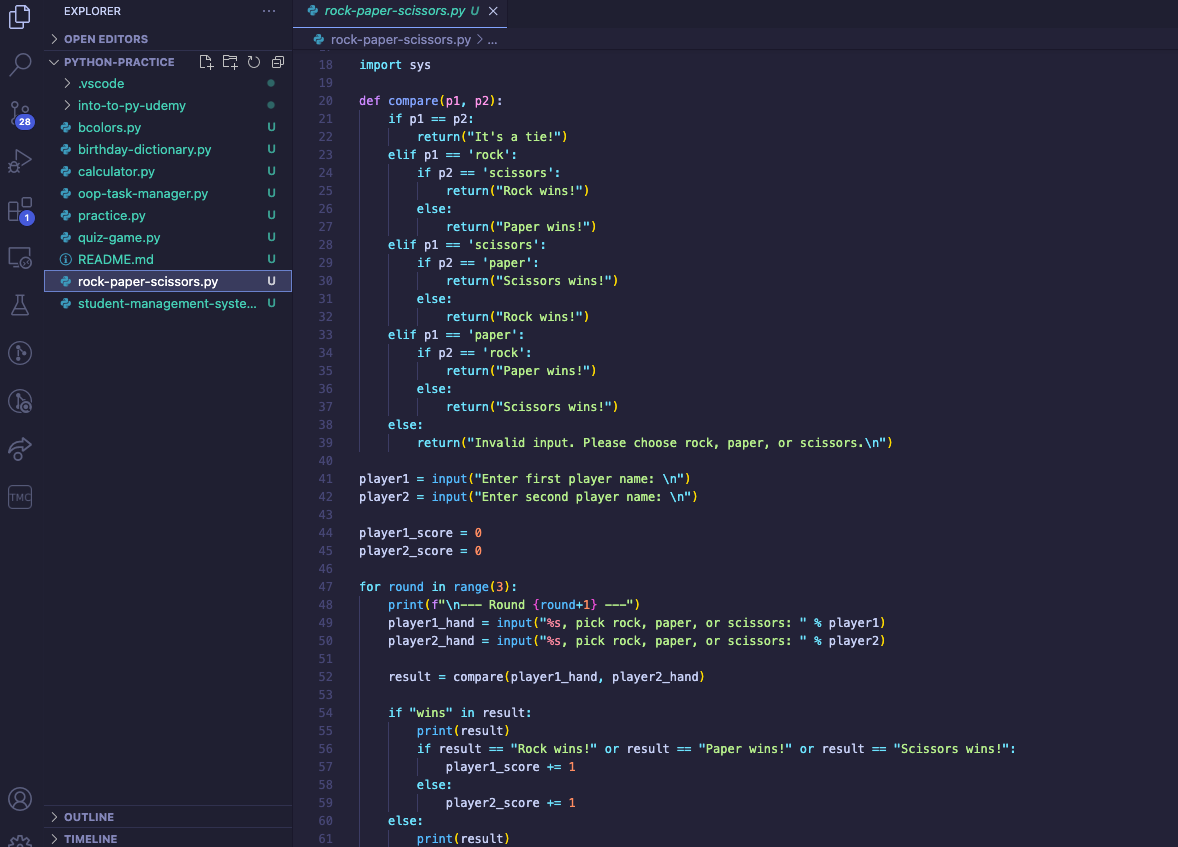 EXPLORER
···
OPEN EDITORS
PYTHON-PRACTICE
.vscode
into-to-py-udemy
bcolors.py U
birthday-dictionary.py U
calculator.py U
oop-task-manager.py U
practice.py U
quiz-game.py U
README.md U
rock-paper-scissors.py U
student-management-syste... U
OUTLINE
TIMELINE
28
1
TMC
rock-paper-scissors.py U
rock-paper-scissors.py > ...
18 import sys
19
20 def compare(p1, p2):
21     if p1 == p2:
22         return("It's a tie!")
23     elif p1 == 'rock':
24         if p2 == 'scissors':
25             return("Rock wins!")
26         else:
27             return("Paper wins!")
28     elif p1 == 'scissors':
29         if p2 == 'paper':
30             return("Scissors wins!")
31         else:
32             return("Rock wins!")
33     elif p1 == 'paper':
34         if p2 == 'rock':
35             return("Paper wins!")
36         else:
37             return("Scissors wins!")
38     else:
39         return("Invalid input. Please choose rock, paper, or scissors.\n")
40
41 player1 = input("Enter first player name: \n")
42 player2 = input("Enter second player name: \n")
43
44 player1_score = 0
45 player2_score = 0
46
47 for round in range(3):
48     print(f"\n--- Round {round+1} ---")
49     player1_hand = input("%s, pick rock, paper, or scissors: " % player1)
50     player2_hand = input("%s, pick rock, paper, or scissors: " % player2)
51
52     result = compare(player1_hand, player2_hand)
53
54     if "wins" in result:
55         print(result)
56         if result == "Rock wins!" or result == "Paper wins!" or result == "Scissors wins!":
57             player1_score += 1
58         else:
59             player2_score += 1
60     else:
61         print(result)